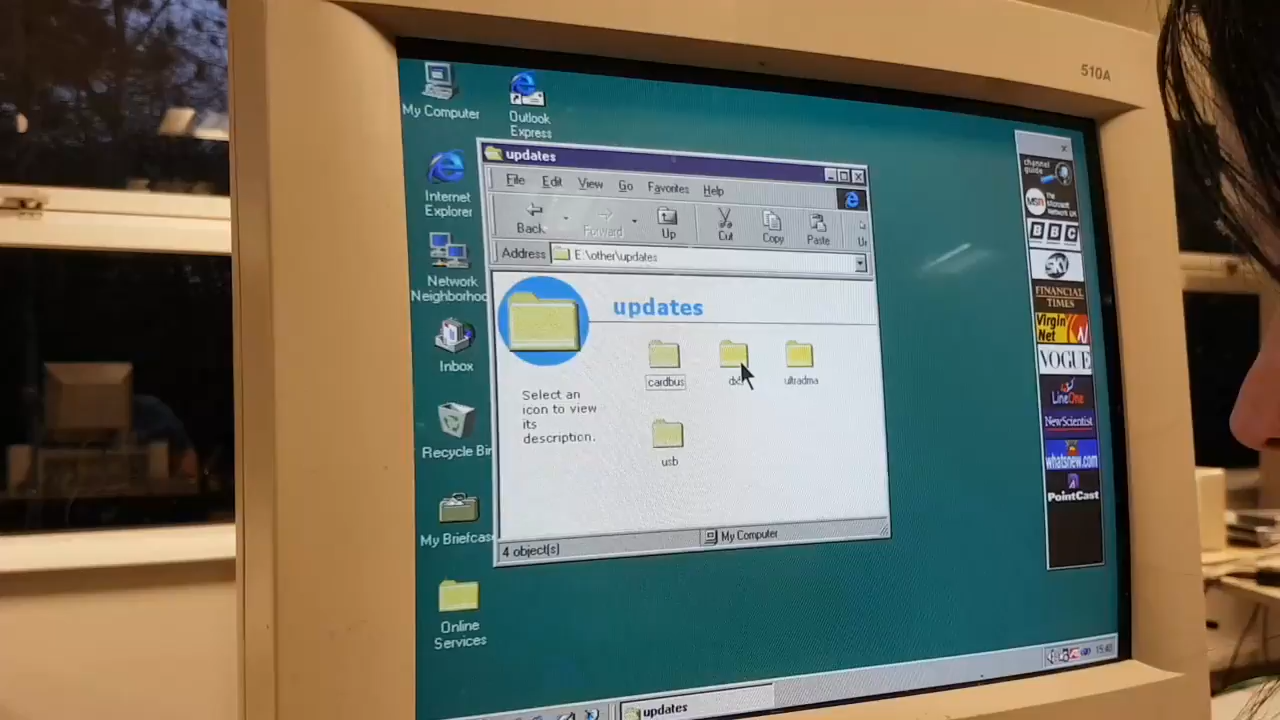 510A
My Computer
Outlook
Express
Internet
Explorer
Network
Neighborhoo
Inbox
Recycle Bin
My Briefcas
Online
Services
updates
File Edit View Go Favorites Help
Back Forward Up Cut Copy Paste
Address E:\other\updates
updates
Select an
icon to view
its
description.
cardbus
ultradma
usb
4 object(s) My Computer
channel
guide
MSN The Microsoft Network UK
BBC
sky
FINANCIAL
TIMES
Virgin
Net
VOGUE
LineOne
NewScientist
whatsnew.com
PointCast
updates